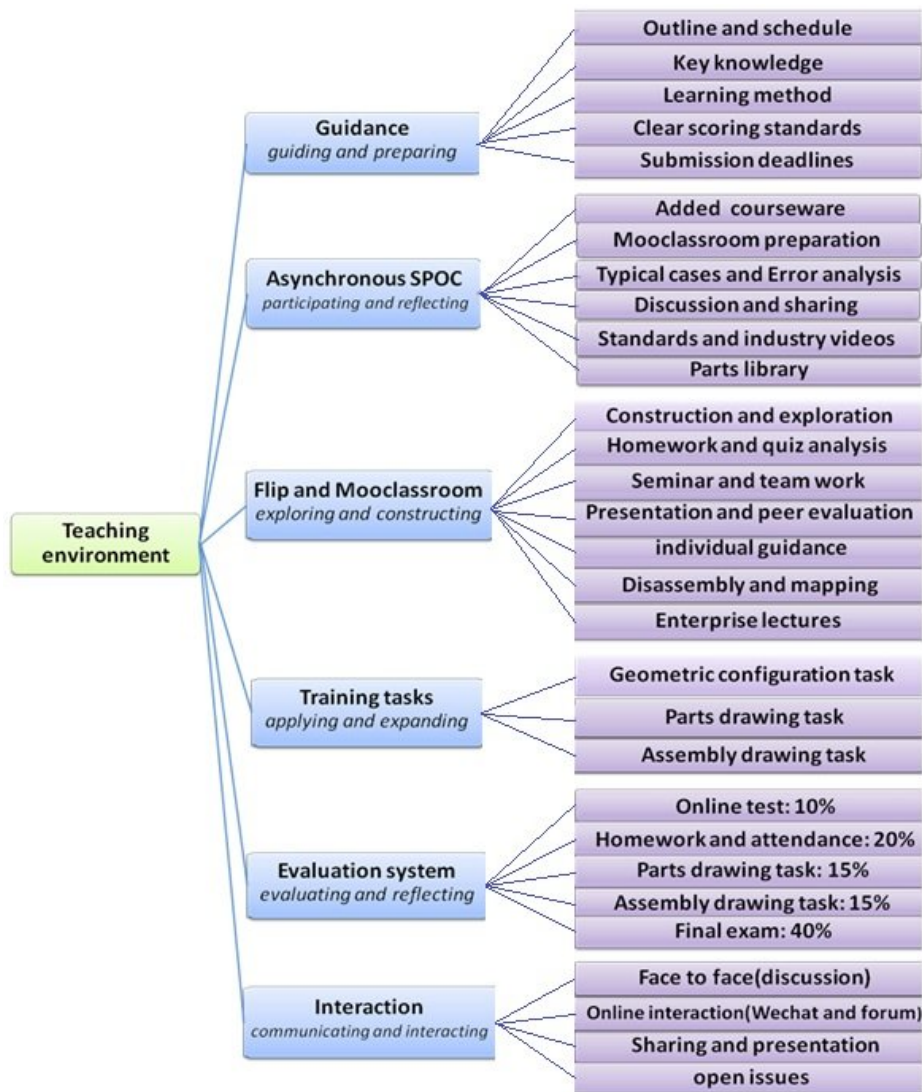 Teaching
environment
Guidance
guiding and preparing
Outline and schedule
Key knowledge
Learning method
Clear scoring standards
Submission deadlines
Asynchronous SPOC
participating and reflecting
Added courseware
Mooclassroom preparation
Typical cases and Error analysis
Discussion and sharing
Standards and industry videos
Parts library
Flip and Mooclassroom
exploring and constructing
Construction and exploration
Homework and quiz analysis
Seminar and team work
Presentation and peer evaluation
individual guidance
Disassembly and mapping
Enterprise lectures
Training tasks
applying and expanding
Geometric configuration task
Parts drawing task
Assembly drawing task
Evaluation system
evaluating and reflecting
Online test: 10%
Homework and attendance: 20%
Parts drawing task: 15%
Assembly drawing task: 15%
Final exam: 40%
Interaction
communicating and interacting
Face to face(discussion)
Online interaction(Wechat and forum)
Sharing and presentation
open issues